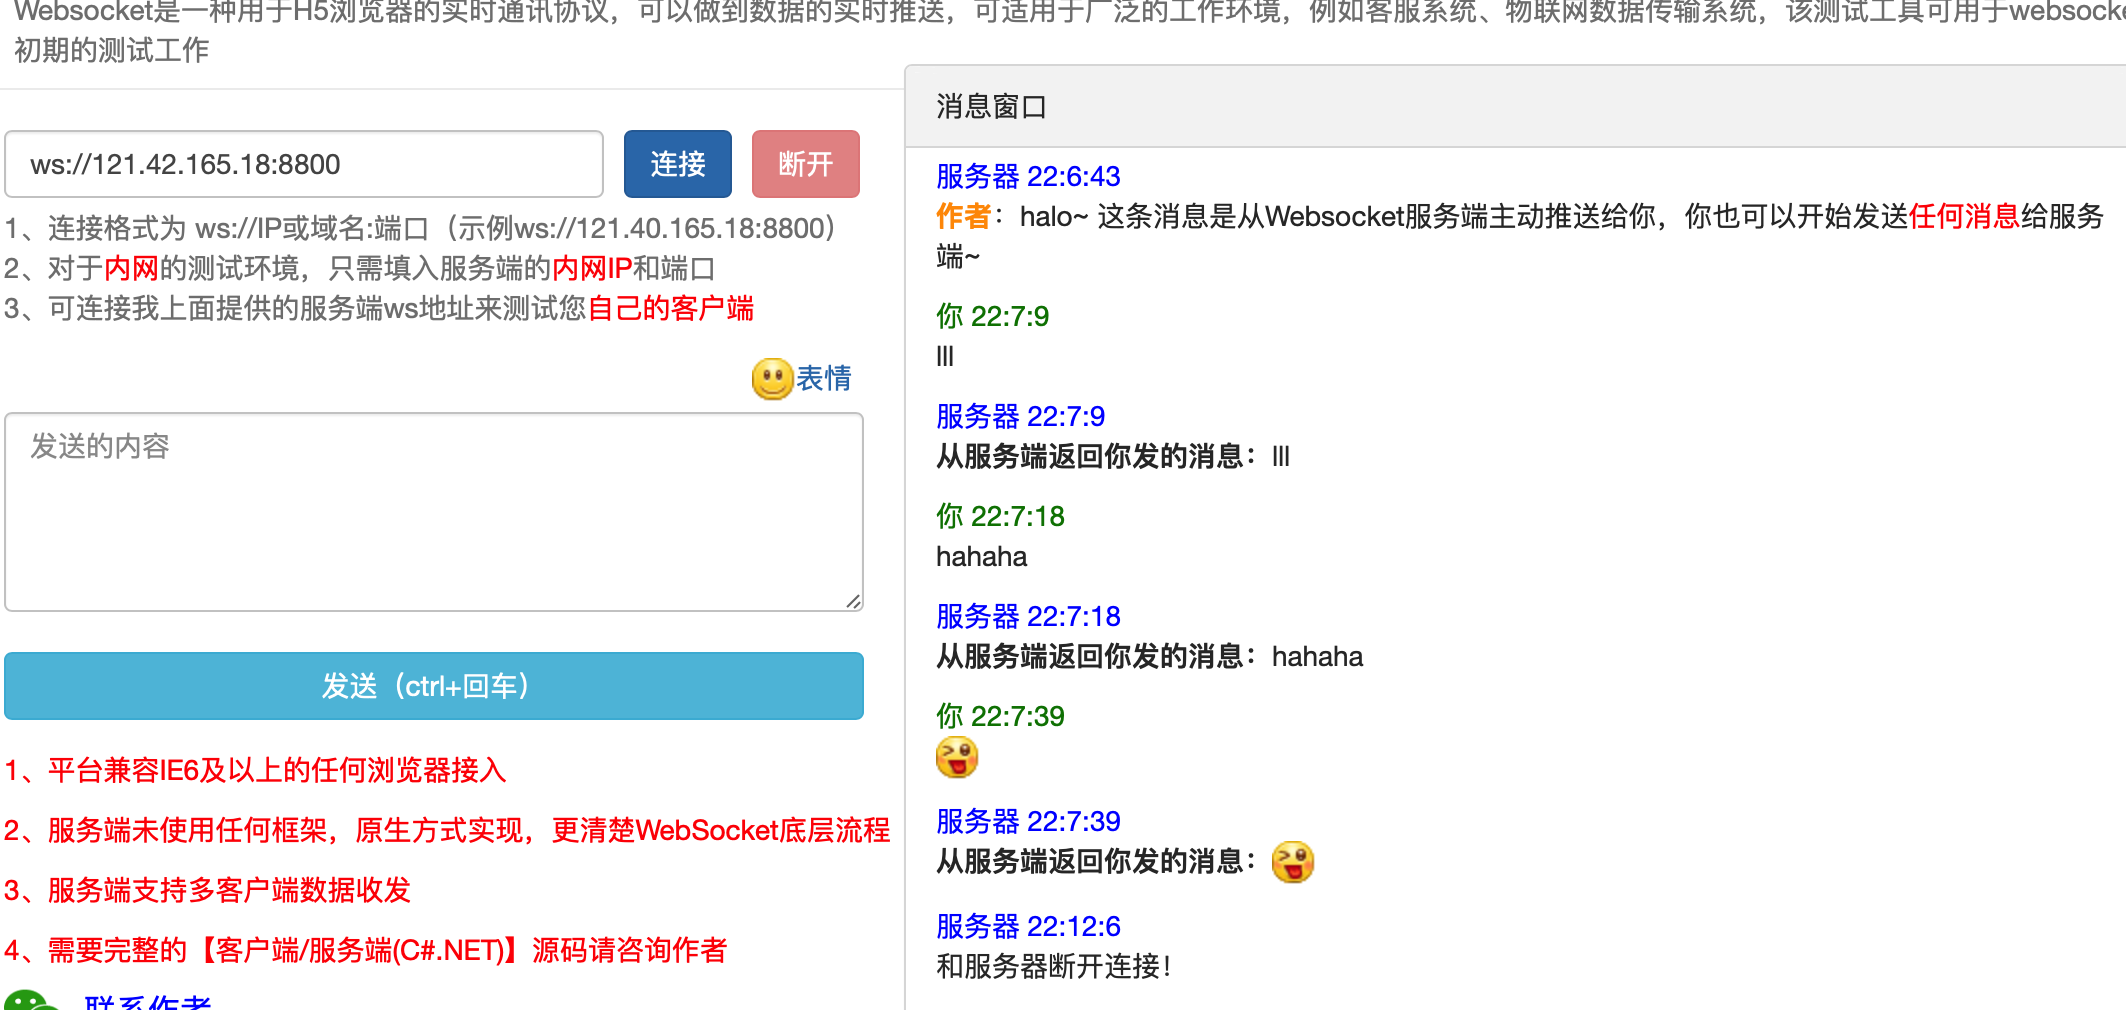 Websocket是一种用于H5浏览器的实时通讯协议，可以做到数据的实时推送，可适用于广泛的工作环境，例如客服系统、物联网数据传输系统，该测试工具可用于websocke
初期的测试工作
ws://121.42.165.18:8800
连接
断开
1、连接格式为 ws://IP或域名:端口（示例ws://121.40.165.18:8800）
2、对于内网的测试环境，只需填入服务端的内网IP和端口
3、可连接我上面提供的服务端ws地址来测试您自己的客户端
表情
发送的内容
发送（ctrl+回车）
1、平台兼容IE6及以上的任何浏览器接入
2、服务端未使用任何框架，原生方式实现，更清楚WebSocket底层流程
3、服务端支持多客户端数据收发
4、需要完整的【客户端/服务端(C#.NET)】源码请咨询作者
联系作者
消息窗口
服务器 22:6:43
作者：halo~ 这条消息是从Websocket服务端主动推送给你，你也可以开始发送任何消息给服务
端~
你 22:7:9
lll
服务器 22:7:9
从服务端返回你发的消息：lll
你 22:7:18
hahaha
服务器 22:7:18
从服务端返回你发的消息：hahaha
你 22:7:39
服务器 22:7:39
从服务端返回你发的消息：
服务器 22:12:6
和服务器断开连接！